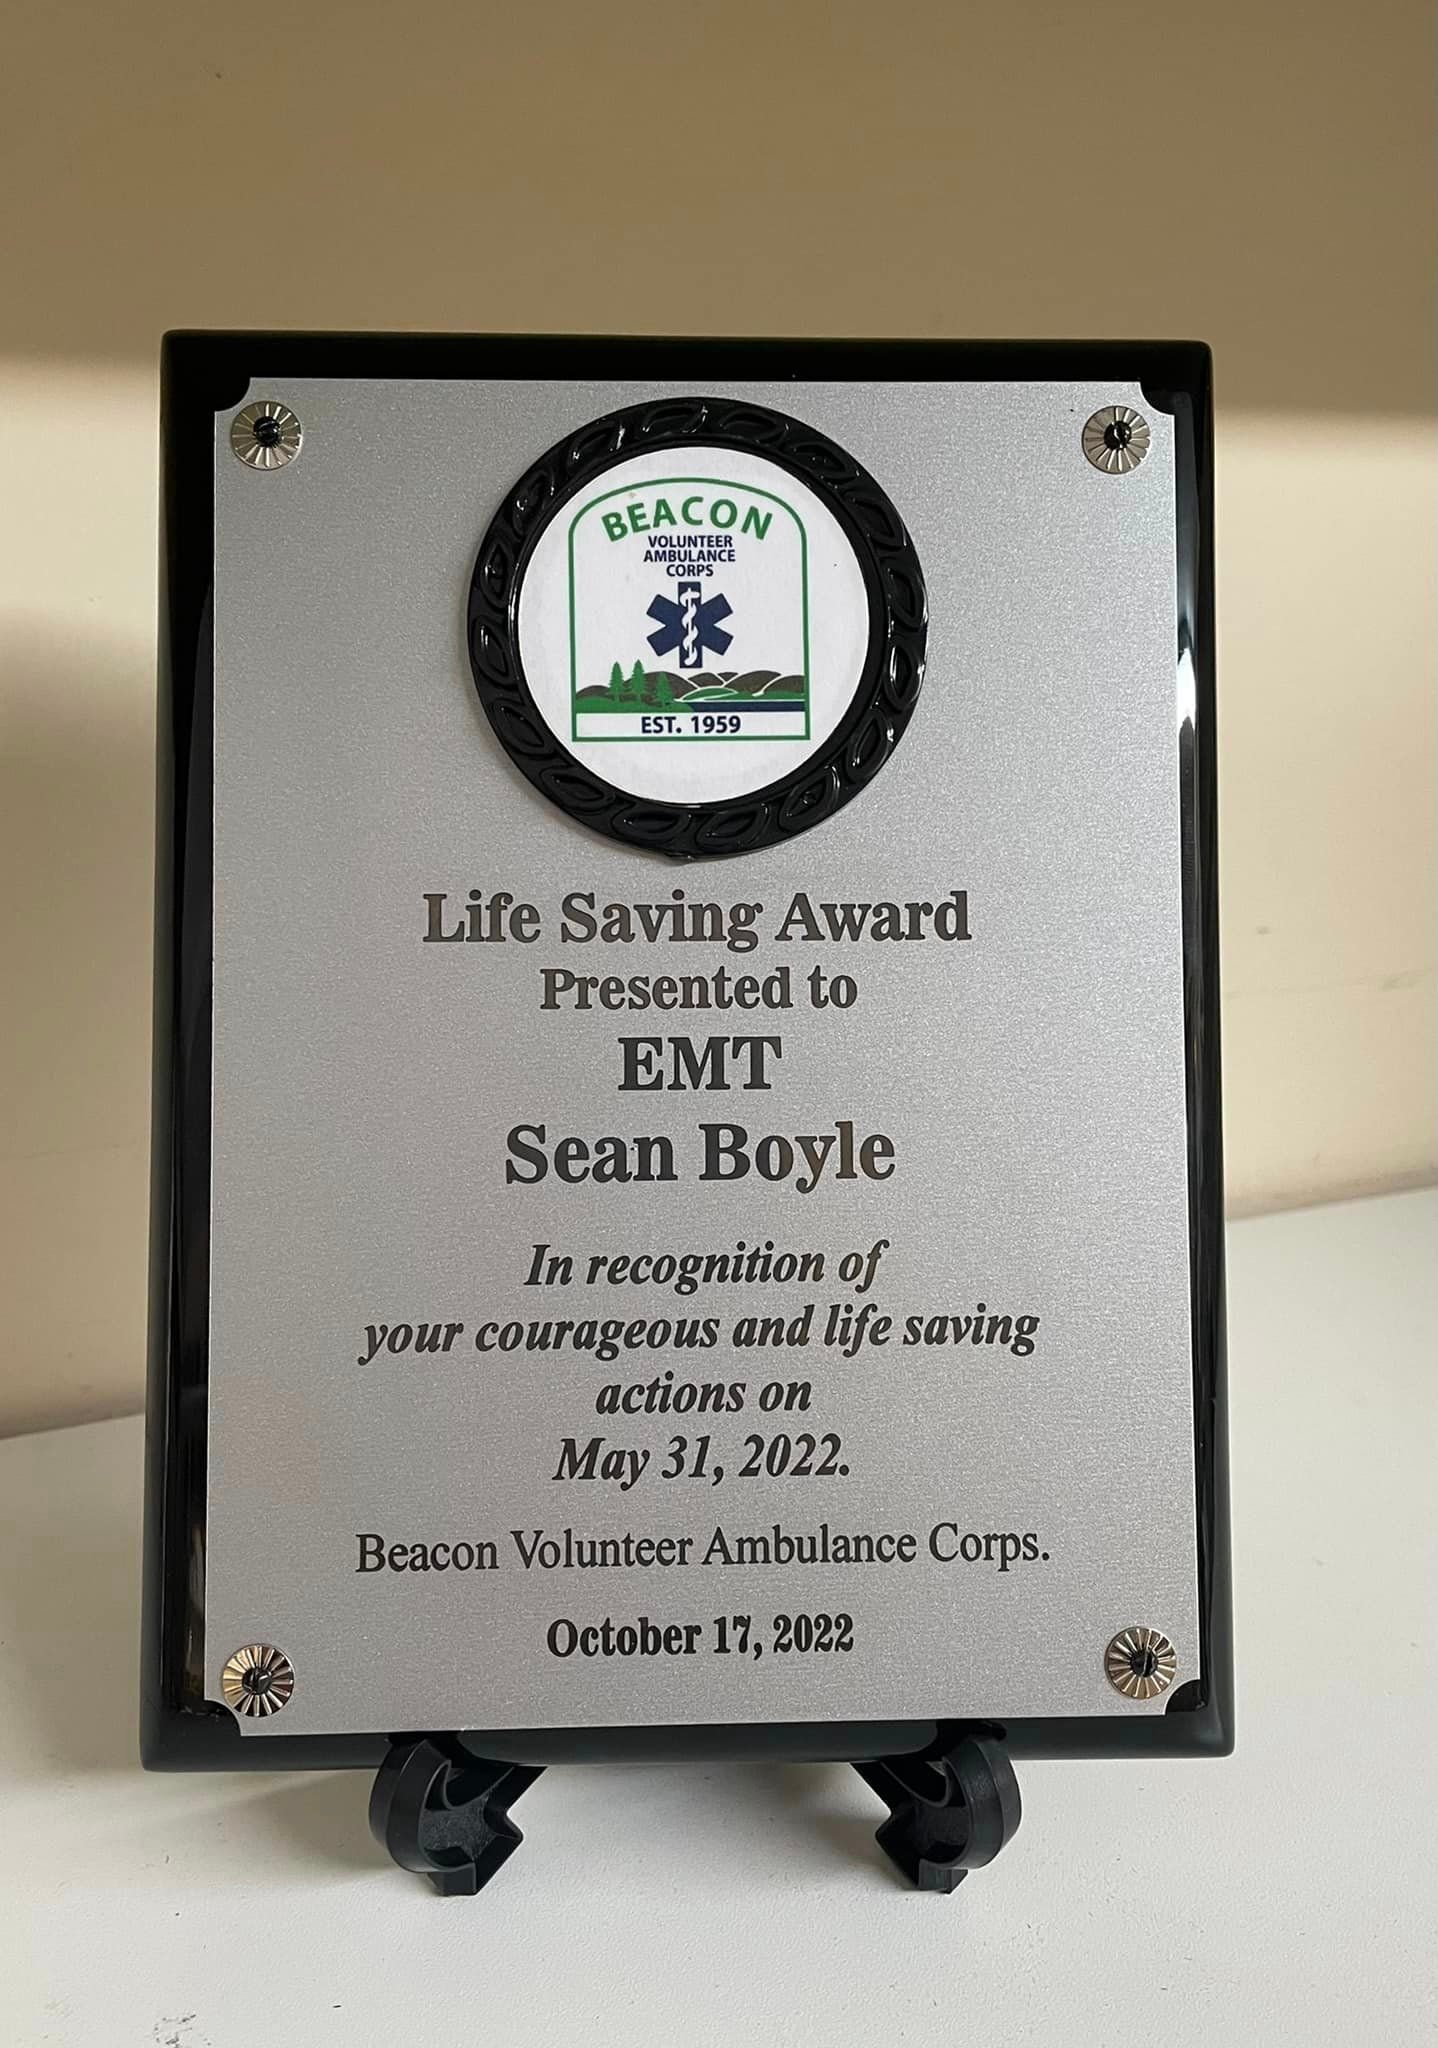 BEACON
VOLUNTEER
AMBULANCE
CORPS
EST. 1959
Life Saving Award
Presented to
EMT
Sean Boyle
In recognition of
your courageous and life saving
actions on
May 31, 2022.
Beacon Volunteer Ambulance Corps.
October 17, 2022